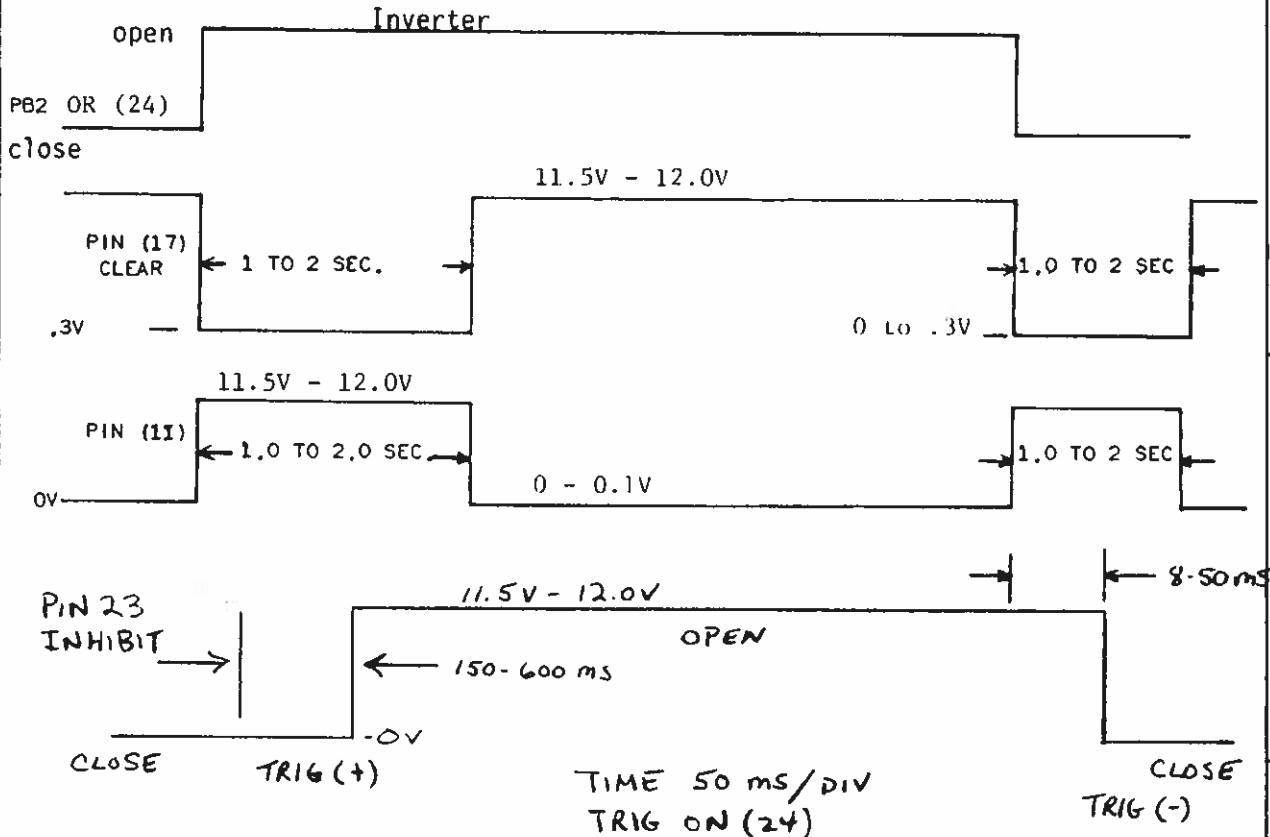 Inverter
open
PB2 OR (24)
close
11.5V - 12.0V
PIN (17)
CLEAR
1 TO 2 SEC.
1.0 TO 2 SEC
.3V
0 to .3V
11.5V - 12.0V
PIN (11)
1.0 TO 2.0 SEC.
1.0 TO 2 SEC
0V
0 - 0.1V
8-50ms
PIN 23
INHIBIT
11.5V - 12.0V
OPEN
150-600 ms
-0V
CLOSE
TRIG (+)
TIME 50 ms/DIV
TRIG ON (24)
CLOSE
TRIG (-)